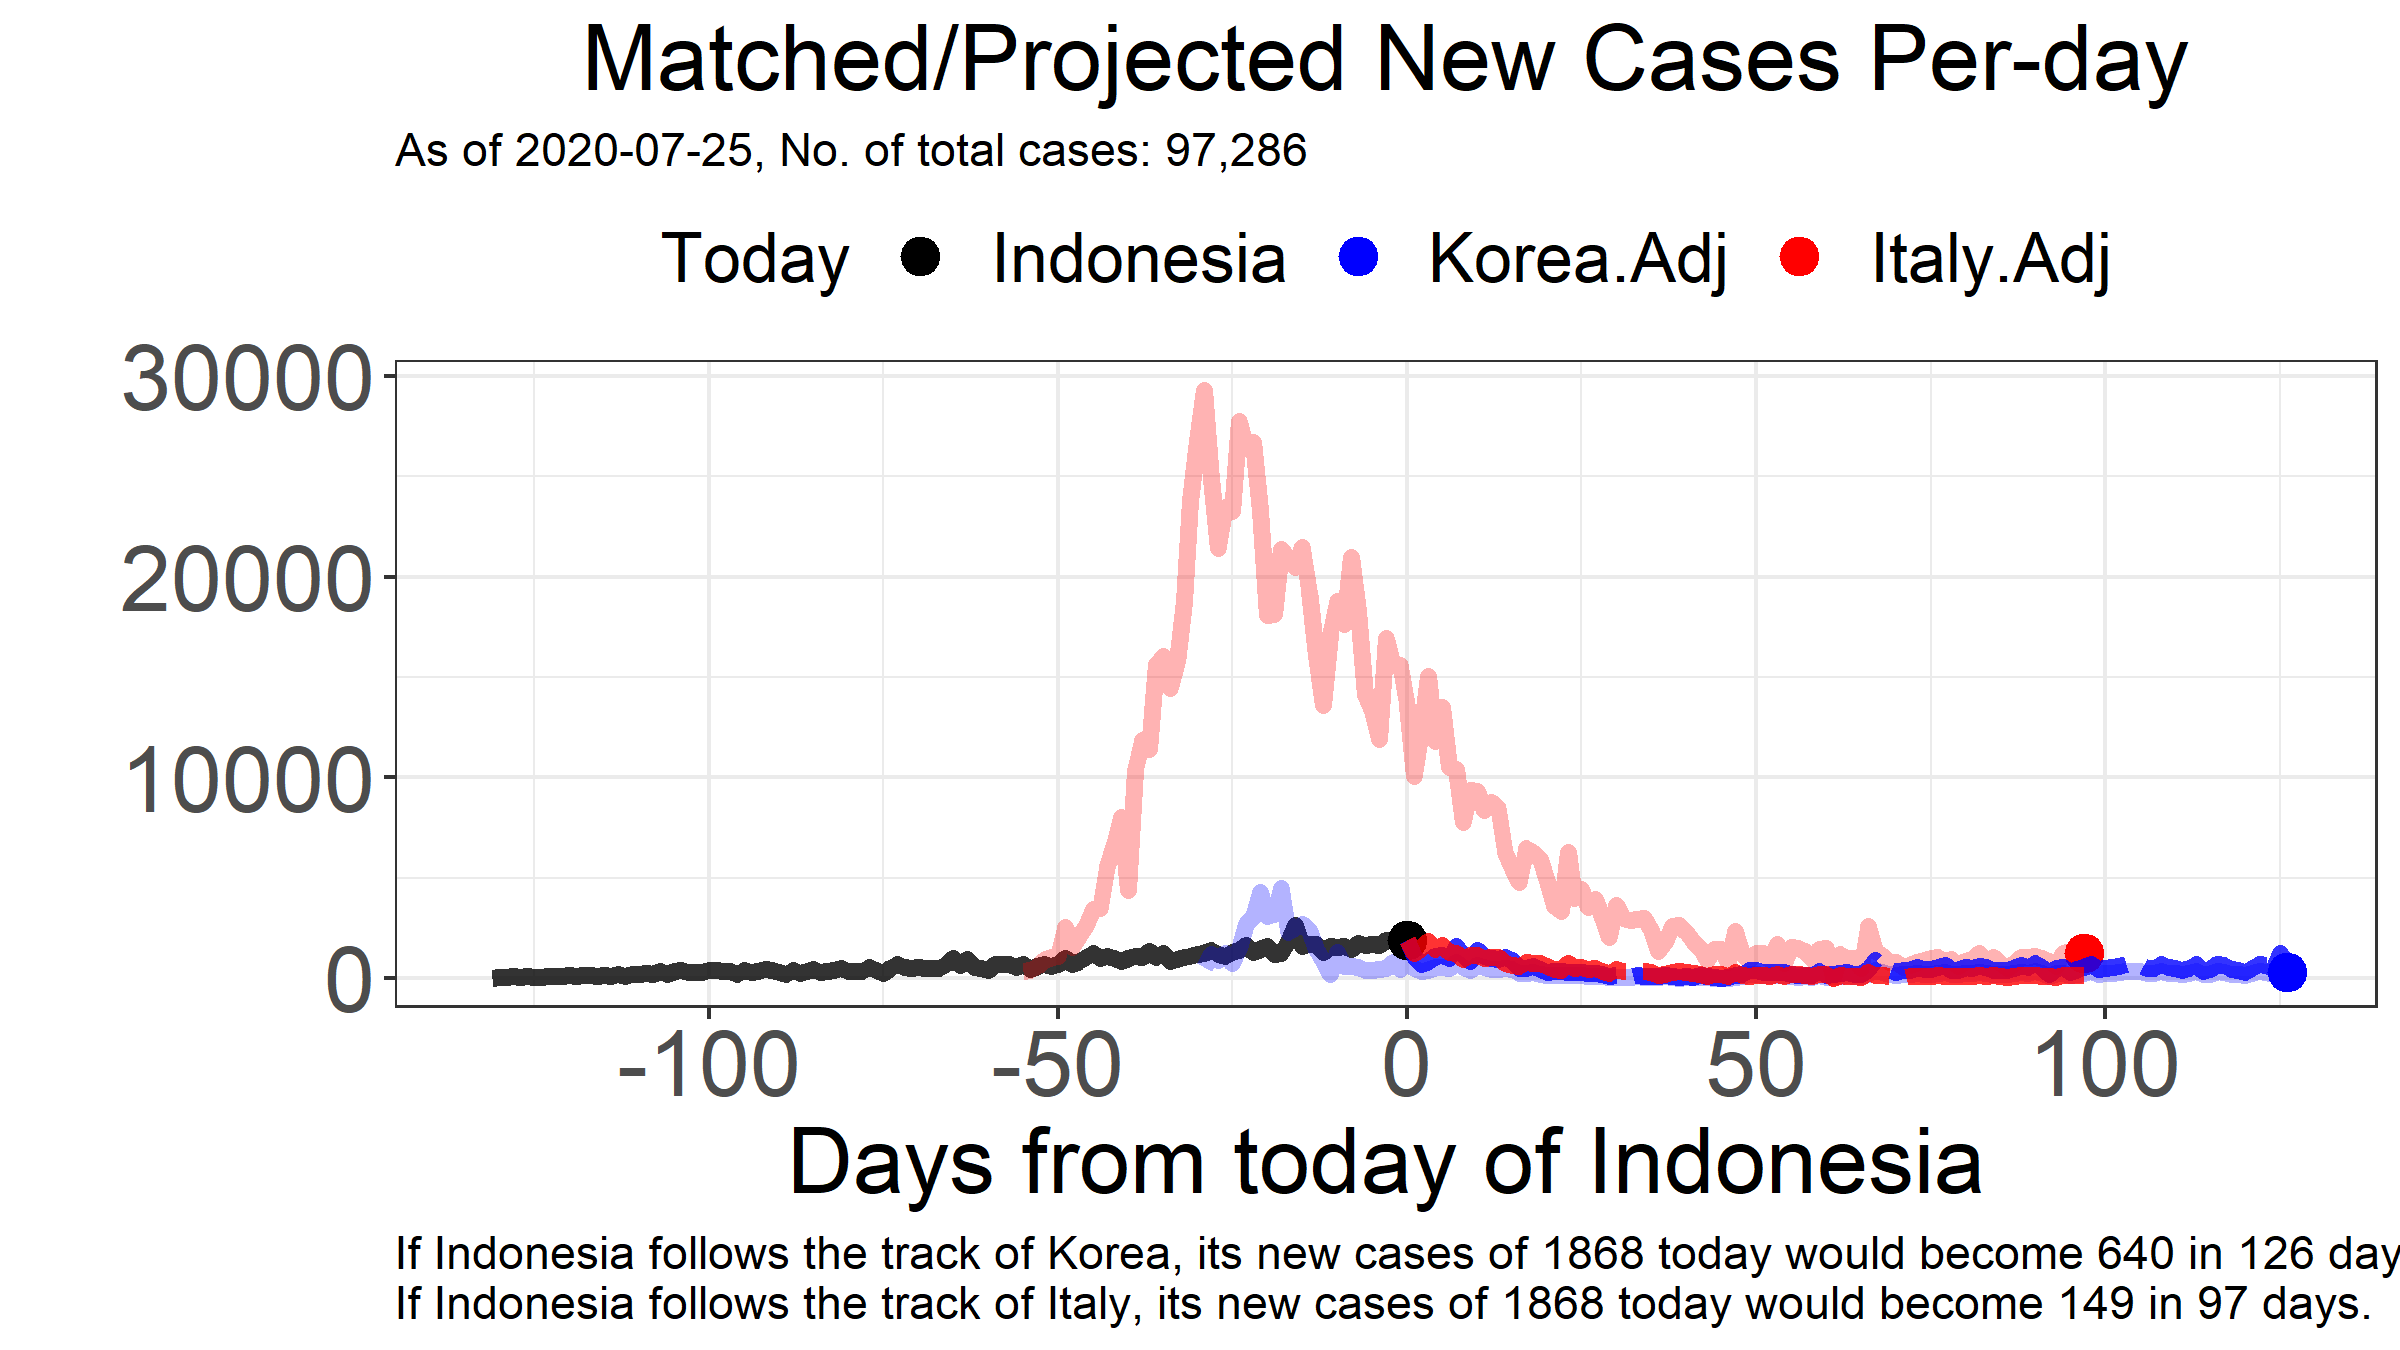 Matched/Projected New Cases Per-day
As of 2020-07-25, No. of total cases: 97,286
Today Indonesia Korea.Adj Italy.Adj
30000
20000
10000
0
-100 -50 0 50 100
Days from today of Indonesia
If Indonesia follows the track of Korea, its new cases of 1868 today would become 640 in 126 day
If Indonesia follows the track of Italy, its new cases of 1868 today would become 149 in 97 days.